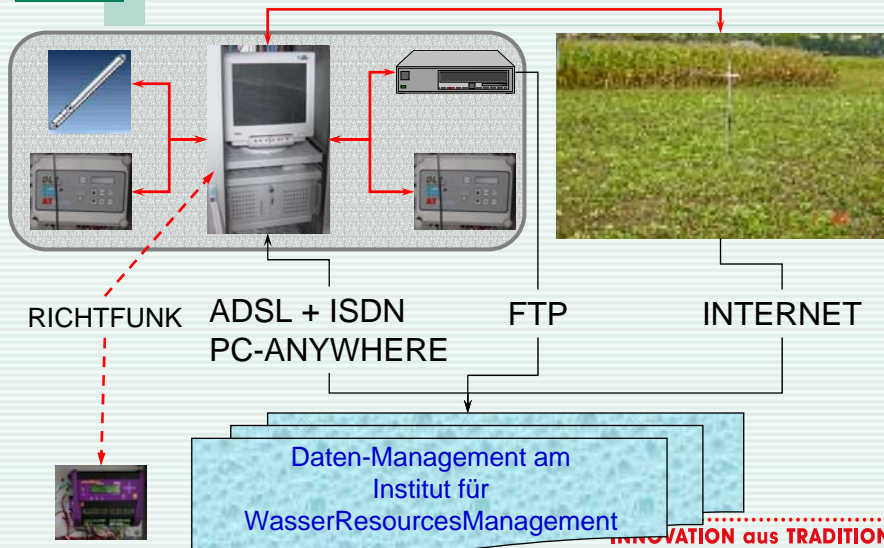 RICHTFUNK
ADSL + ISDN
PC-ANYWHERE
FTP
INTERNET
Daten-Management am
Institut für
WasserResourcesManagement
INNOVATION aus TRADITION